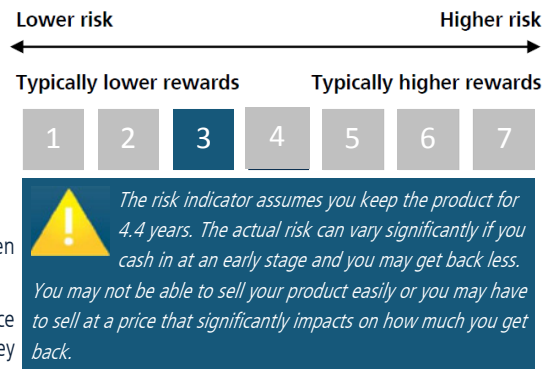 Lower risk Higher risk
Typically lower rewards Typically higher rewards
1 2 3 4 5 6 7
The risk indicator assumes you keep the product for
4.4 years. The actual risk can vary significantly if you
en cash in at an early stage and you may get back less.
You may not be able to sell your product easily or you may have
ce to sell at a price that significantly impacts on how much you get
ey back.